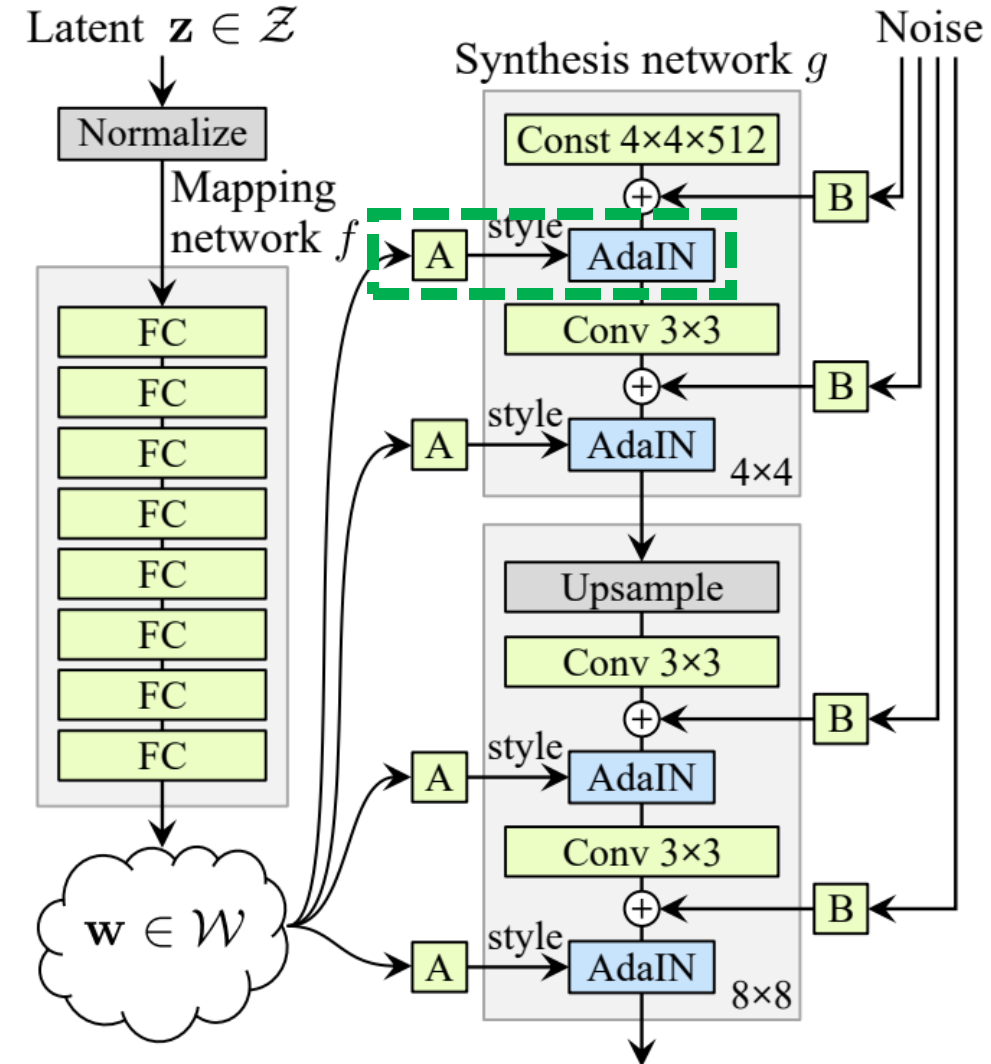 Latent z ∈ 𝒵
Normalize
Mapping
network f
FC
FC
FC
FC
FC
FC
FC
FC
w ∈ 𝒲
Synthesis network g
Noise
Const 4×4×512
+
B
A
style
AdaIN
Conv 3×3
+
B
A
style
AdaIN
4×4
Upsample
Conv 3×3
+
B
A
style
AdaIN
Conv 3×3
+
B
A
style
AdaIN
8×8